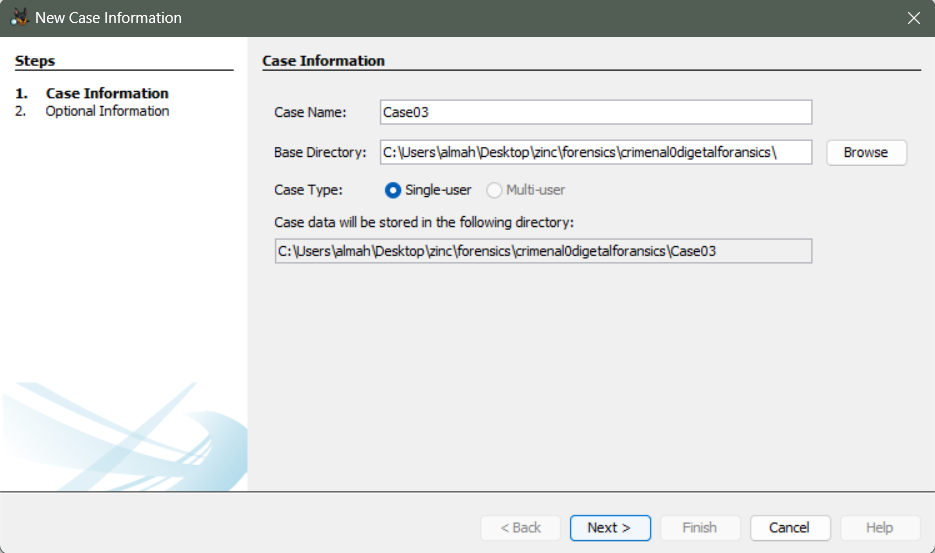 New Case Information
Steps
1. Case Information
2. Optional Information
Case Information
Case Name: Case03
Base Directory: C:\Users\almah\Desktop\zinc\forensics\crimenal0digetalforansics\ Browse
Case Type: Single-user Multi-user
Case data will be stored in the following directory:
C:\Users\almah\Desktop\zinc\forensics\crimenal0digetalforansics\Case03
< Back Next > Finish Cancel Help